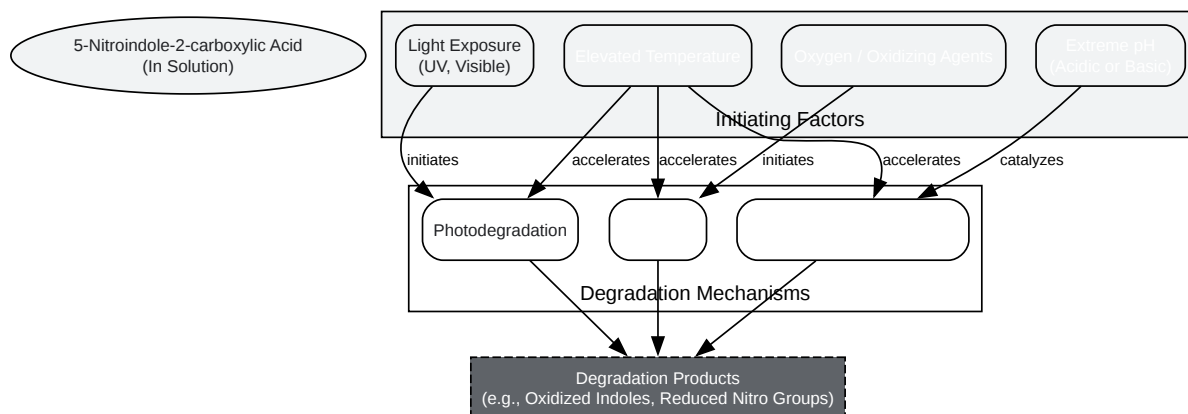 5-Nitroindole-2-carboxylic Acid
(In Solution)
Light Exposure
(UV, Visible)
Elevated Temperature
Oxygen / Oxidizing Agents
Extreme pH
(Acidic or Basic)
Initiating Factors
initiates
accelerates
accelerates
initiates
accelerates
catalyzes
Photodegradation
Degradation Mechanisms
Degradation Products
(e.g., Oxidized Indoles, Reduced Nitro Groups)